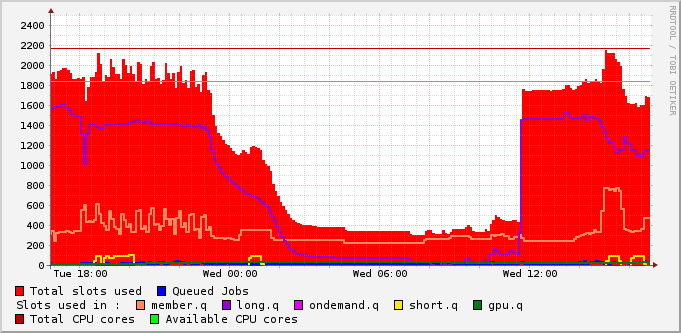 RRDTOOL / TOBI OETIKER
2400
2200
2000
1800
1600
1400
1200
1000
800
600
400
200
0
Tue 18:00 Wed 00:00 Wed 06:00 Wed 12:00
Total slots used Queued Jobs
Slots used in : member.q long.q ondemand.q short.q gpu.q
Total CPU cores Available CPU cores